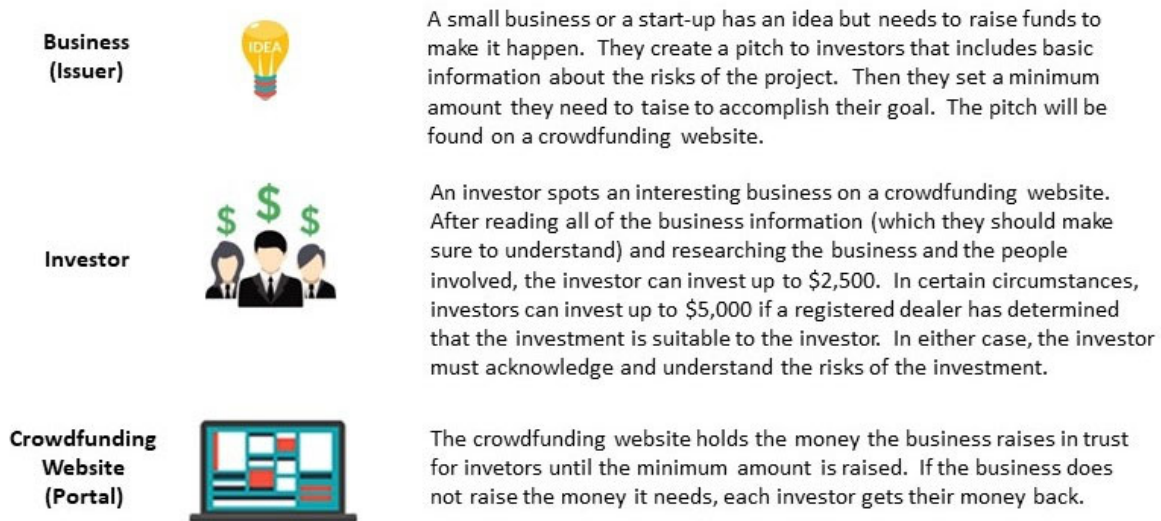 Business
(Issuer)
IDEA
A small business or a start-up has an idea but needs to raise funds to
make it happen. They create a pitch to investors that includes basic
information about the risks of the project. Then they set a minimum
amount they need to taise to accomplish their goal. The pitch will be
found on a crowdfunding website.
Investor
$ $ $
An investor spots an interesting business on a crowdfunding website.
After reading all of the business information (which they should make
sure to understand) and researching the business and the people
involved, the investor can invest up to $2,500. In certain circumstances,
investors can invest up to $5,000 if a registered dealer has determined
that the investment is suitable to the investor. In either case, the investor
must acknowledge and understand the risks of the investment.
Crowdfunding
Website
(Portal)
The crowdfunding website holds the money the business raises in trust
for invetors until the minimum amount is raised. If the business does
not raise the money it needs, each investor gets their money back.